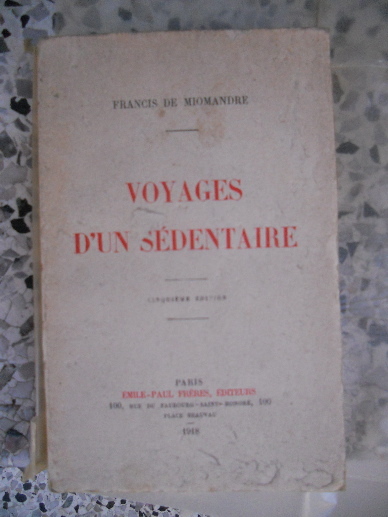 FRANCIS DE MIOMANDRE
VOYAGES
D'UN SÉDENTAIRE
CINQUIÈME ÉDITION
PARIS
EMILE-PAUL FRÈRES, ÉDITEURS
100, RUE DU FAUBOURG-SAINT-HONORÉ, 100
PLACE BEAUVAU
1918